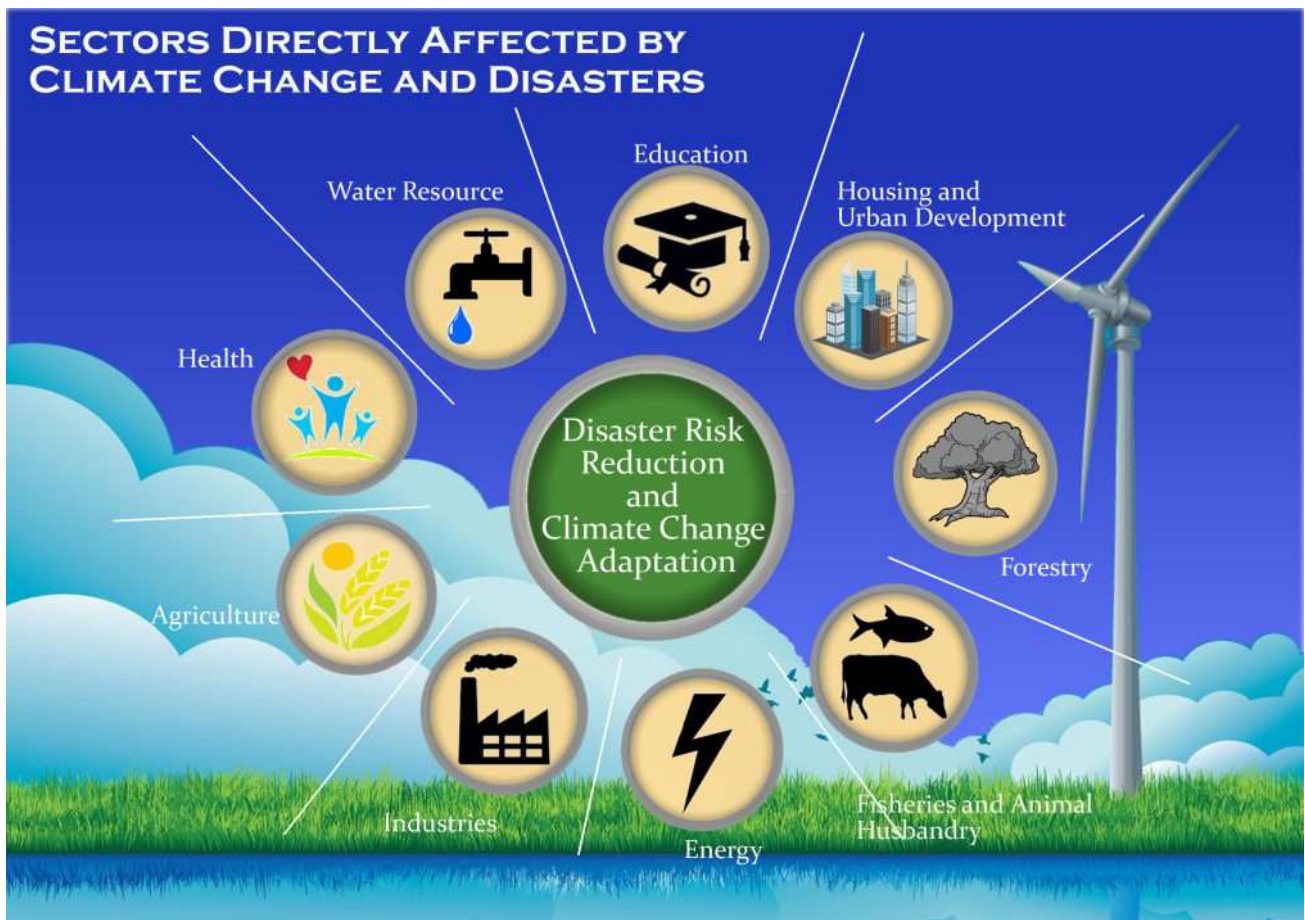 SECTORS DIRECTLY AFFECTED BY
CLIMATE CHANGE AND DISASTERS
Education
Water Resource
Housing and
Urban Development
Health
Disaster Risk
Reduction
and
Climate Change
Adaptation
Forestry
Agriculture
Fisheries and Animal
Husbandry
Industries
Energy